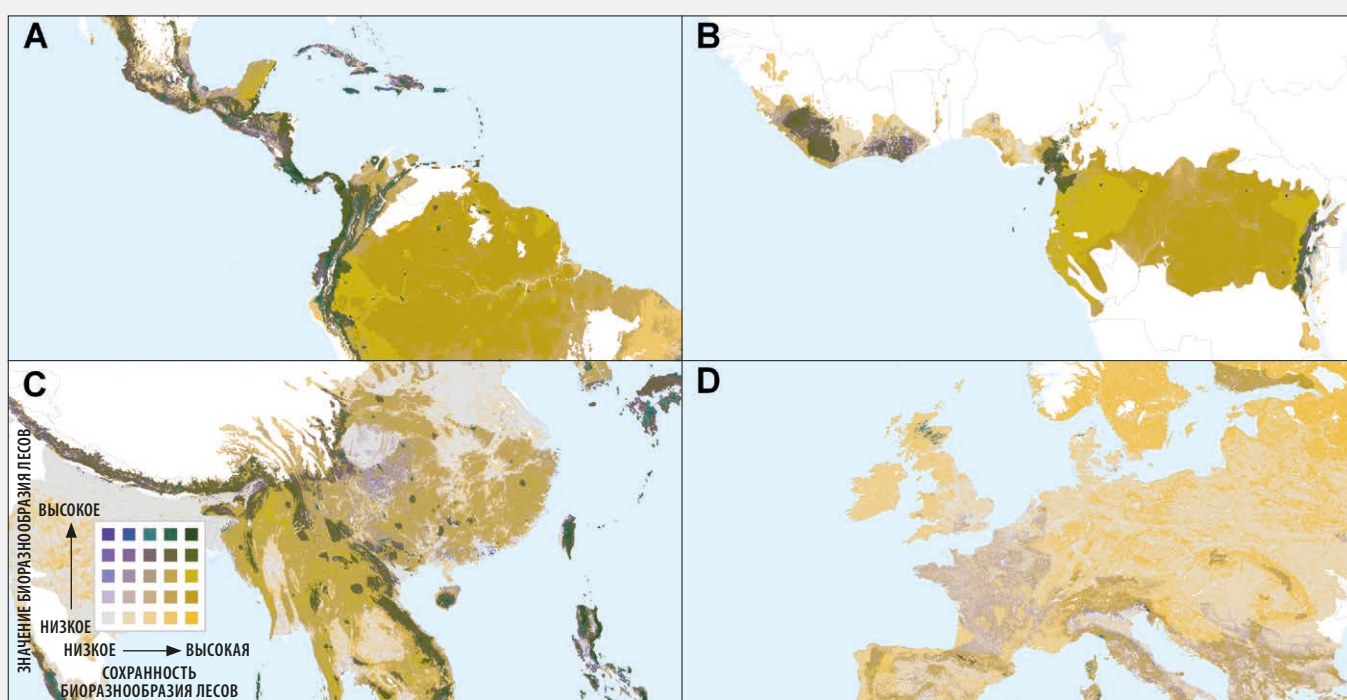 A
B
C
D
ЗНАЧЕНИЕ БИОРАЗНООБРАЗИЯ ЛЕСОВ
ВЫСОКОЕ
НИЗКОЕ
НИЗКОЕ ВЫСОКАЯ
СОХРАННОСТЬ
БИОРАЗНООБРАЗИЯ ЛЕСОВ